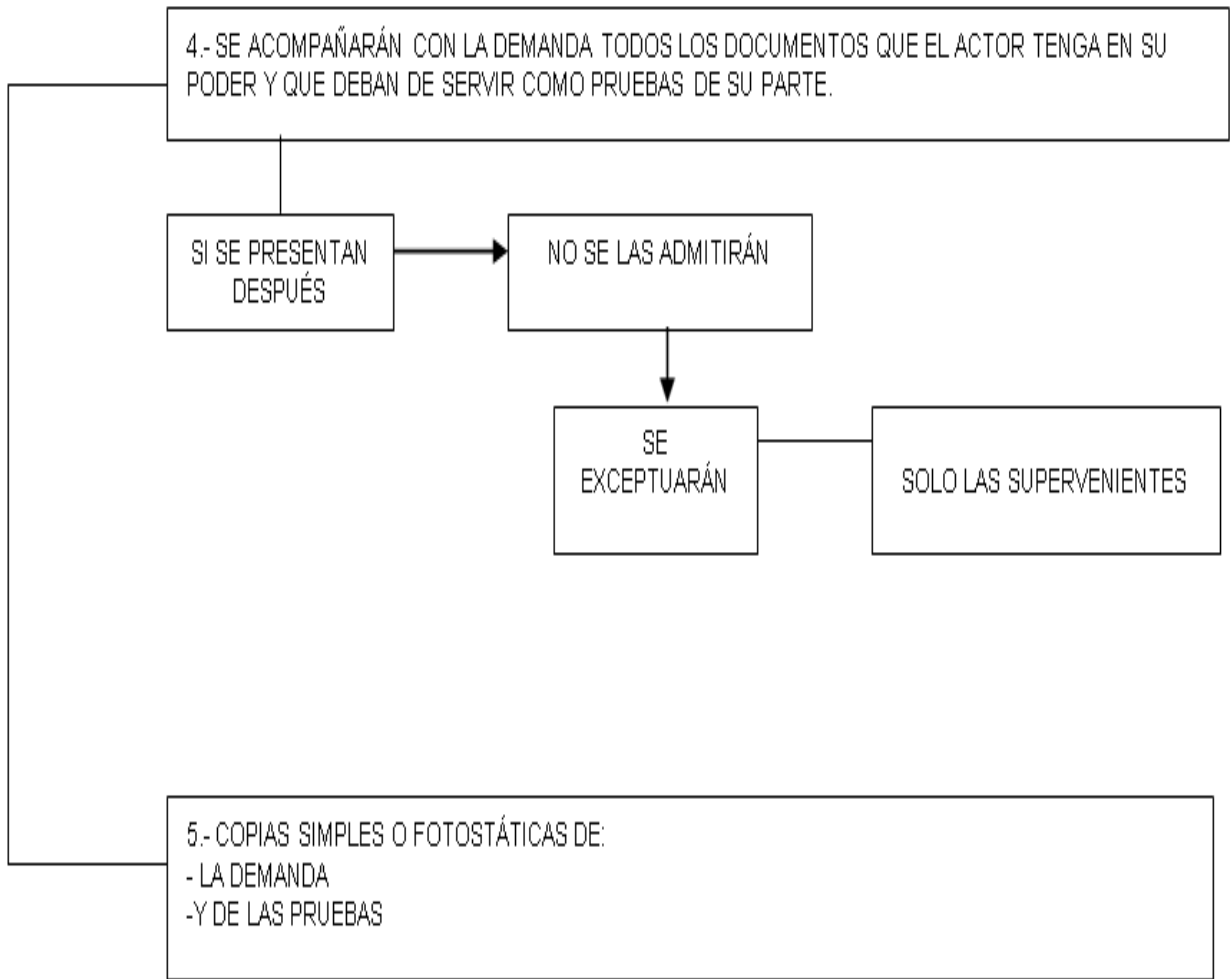 4.- SE ACOMPAÑARÁN CON LA DEMANDA TODOS LOS DOCUMENTOS QUE EL ACTOR TENGA EN SU
PODER Y QUE DEBAN DE SERVIR COMO PRUEBAS DE SU PARTE.
SI SE PRESENTAN
DESPUÉS
NO SE LAS ADMITIRÁN
SE
EXCEPTUARÁN
SOLO LAS SUPERVENIENTES
5.- COPIAS SIMPLES O FOTOSTÁTICAS DE:
- LA DEMANDA
-Y DE LAS PRUEBAS